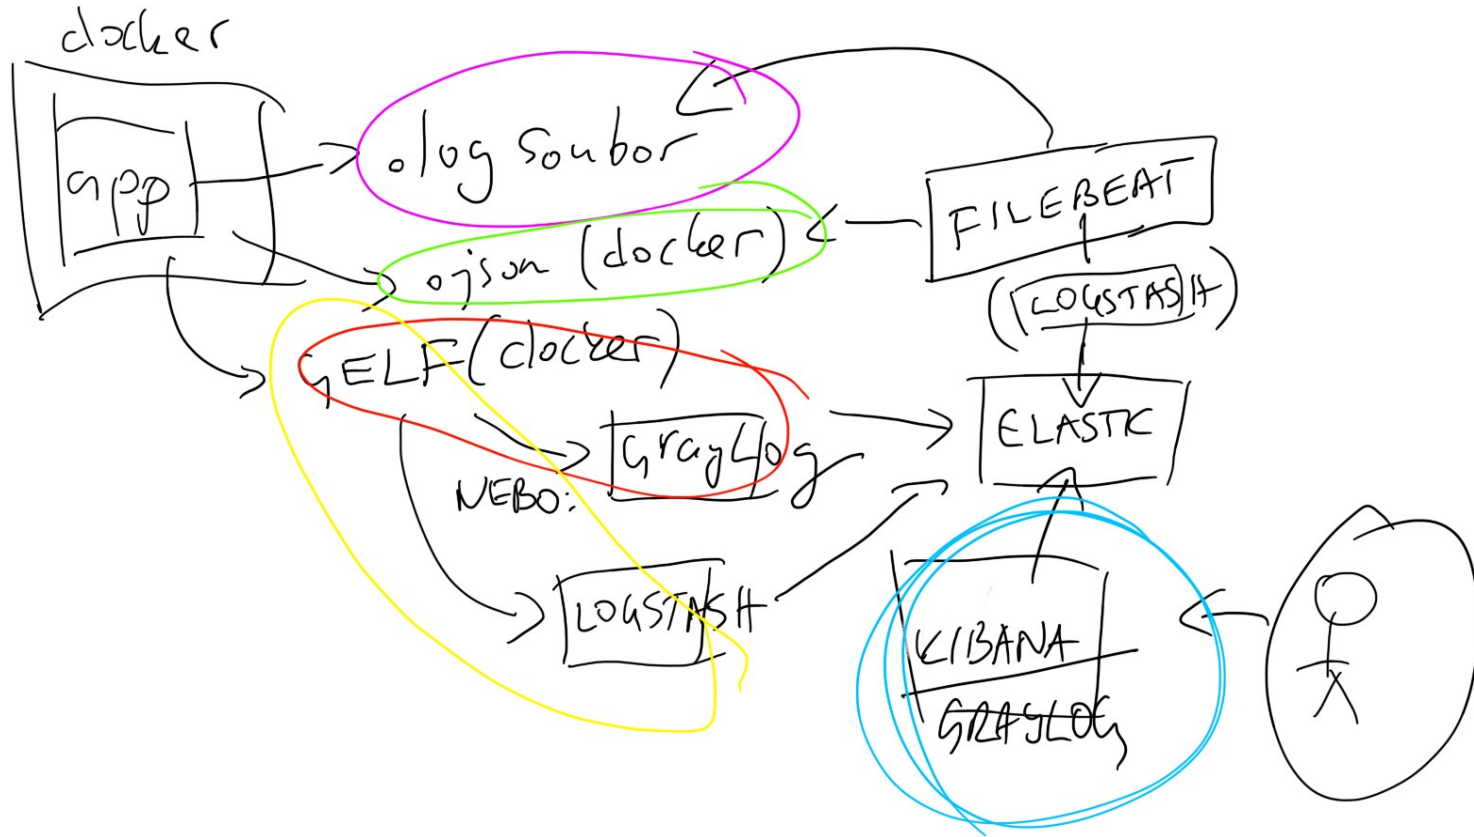 docker
app
.log soubor
.json (docker)
GELF (docker)
GrayLog
NEBO:
LOGSTASH
FILEBEAT
(LOGSTASH)
ELASTIC
KIBANA
GRAYLOG